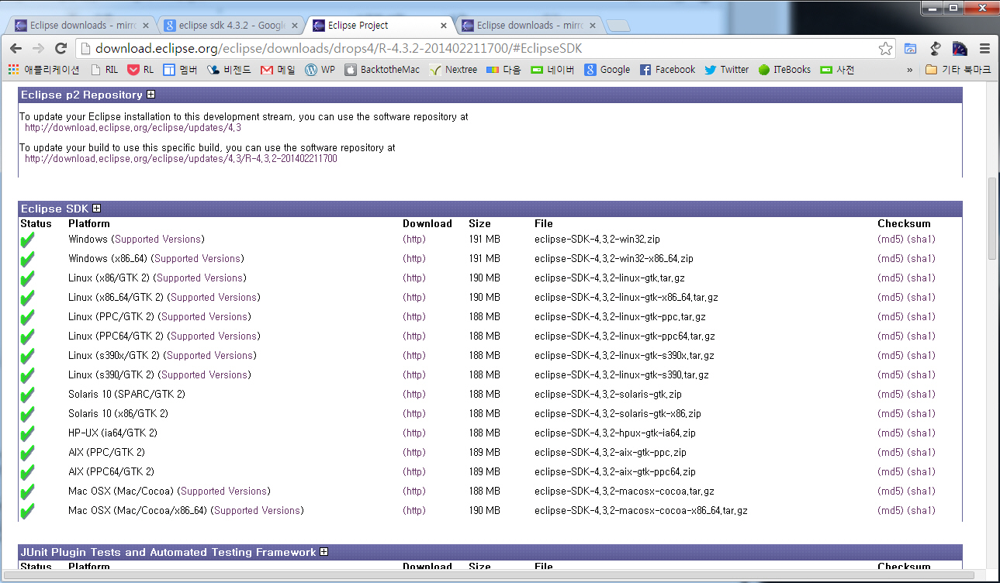 Eclipse downloads - mirro
eclipse sdk 4.3.2 - Google
Eclipse Project
Eclipse downloads - mirro
download.eclipse.org/eclipse/downloads/drops4/R-4.3.2-201402211700/#EclipseSDK
애플리케이션 RIL RL 멤버 비젠드 메일 WP BacktotheMac Nextree 다음 네이버 Google Facebook Twitter ITeBooks 사전 » 기타 북마크
Eclipse p2 Repository
To update your Eclipse installation to this development stream, you can use the software repository at
http://download.eclipse.org/eclipse/updates/4.3
To update your build to use this specific build, you can use the software repository at
http://download.eclipse.org/eclipse/updates/4.3/R-4.3.2-201402211700
Eclipse SDK
Status Platform Download Size File Checksum
Windows (Supported Versions) (http) 191 MB eclipse-SDK-4.3.2-win32.zip (md5) (sha1)
Windows (x86_64) (Supported Versions) (http) 191 MB eclipse-SDK-4.3.2-win32-x86_64.zip (md5) (sha1)
Linux (x86/GTK 2) (Supported Versions) (http) 190 MB eclipse-SDK-4.3.2-linux-gtk.tar.gz (md5) (sha1)
Linux (x86_64/GTK 2) (Supported Versions) (http) 190 MB eclipse-SDK-4.3.2-linux-gtk-x86_64.tar.gz (md5) (sha1)
Linux (PPC/GTK 2) (Supported Versions) (http) 188 MB eclipse-SDK-4.3.2-linux-gtk-ppc.tar.gz (md5) (sha1)
Linux (PPC64/GTK 2) (Supported Versions) (http) 188 MB eclipse-SDK-4.3.2-linux-gtk-ppc64.tar.gz (md5) (sha1)
Linux (s390x/GTK 2) (Supported Versions) (http) 188 MB eclipse-SDK-4.3.2-linux-gtk-s390x.tar.gz (md5) (sha1)
Linux (s390/GTK 2) (Supported Versions) (http) 188 MB eclipse-SDK-4.3.2-linux-gtk-s390.tar.gz (md5) (sha1)
Solaris 10 (SPARC/GTK 2) (http) 188 MB eclipse-SDK-4.3.2-solaris-gtk.zip (md5) (sha1)
Solaris 10 (x86/GTK 2) (http) 188 MB eclipse-SDK-4.3.2-solaris-gtk-x86.zip (md5) (sha1)
HP-UX (ia64/GTK 2) (http) 188 MB eclipse-SDK-4.3.2-hpux-gtk-ia64.zip (md5) (sha1)
AIX (PPC/GTK 2) (http) 189 MB eclipse-SDK-4.3.2-aix-gtk-ppc.zip (md5) (sha1)
AIX (PPC64/GTK 2) (http) 189 MB eclipse-SDK-4.3.2-aix-gtk-ppc64.zip (md5) (sha1)
Mac OSX (Mac/Cocoa) (Supported Versions) (http) 188 MB eclipse-SDK-4.3.2-macosx-cocoa.tar.gz (md5) (sha1)
Mac OSX (Mac/Cocoa/x86_64) (Supported Versions) (http) 190 MB eclipse-SDK-4.3.2-macosx-cocoa-x86_64.tar.gz (md5) (sha1)
JUnit Plugin Tests and Automated Testing Framework
Status Platform Download Size File Checksum